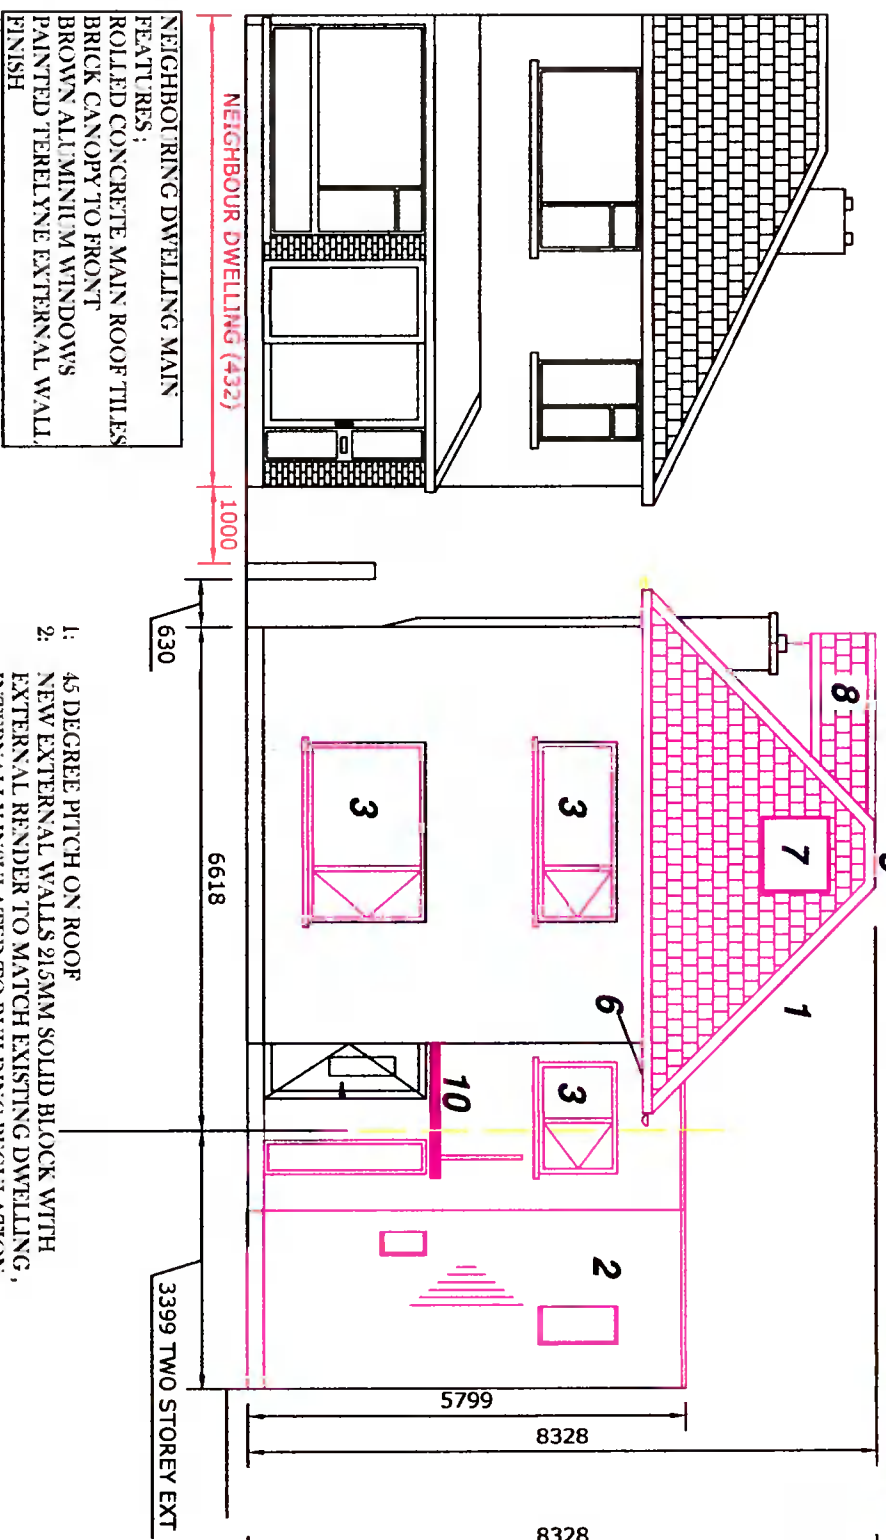 8
7
1
3
3
6
3
10
2
5799
8328
8328
NEIGHBOUR DWELLING (432)
1000
630
6618
3399 TWO STOREY EXT
NEIGHBOURING DWELLING MAIN
FEATURES ;
ROLLED CONCRETE MAIN ROOF TILES
BRICK CANOPY TO FRONT
BROWN ALUMINIUM WINDOWS
PAINTED TERELYNE EXTERNAL WALL
FINISH
1: 45 DEGREE PITCH ON ROOF
2: NEW EXTERNAL WALLS 215MM SOLID BLOCK WITH
EXTERNAL RENDER TO MATCH EXISTING DWELLING ,